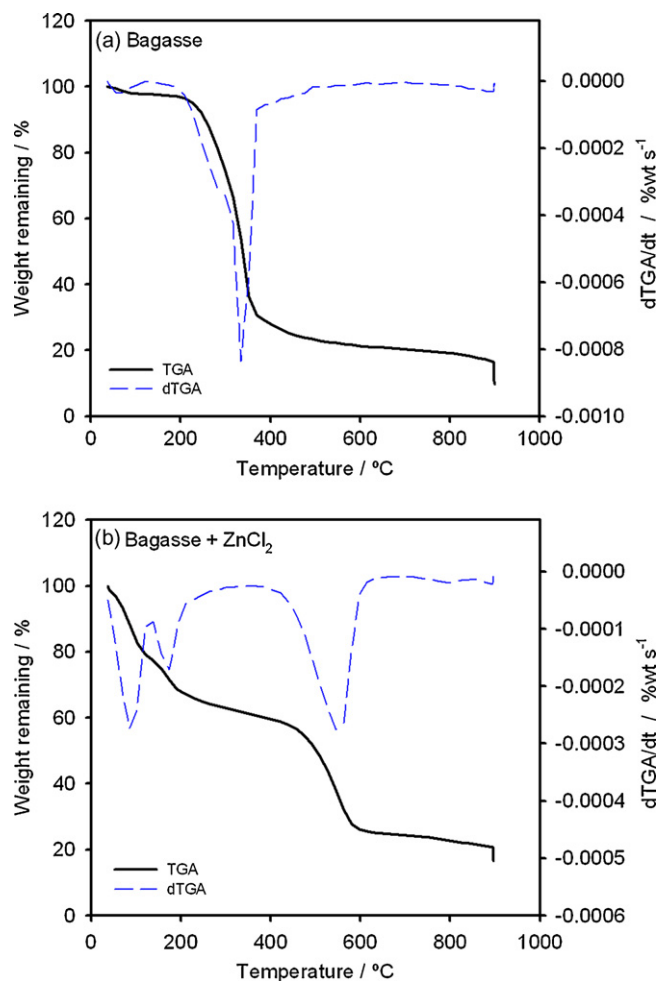 (a) Bagasse
120
100
80
60
40
20
0
Weight remaining / %
0.0000
-0.0002
-0.0004
-0.0006
-0.0008
-0.0010
dTGA/dt / %wt s⁻¹
TGA
dTGA
0 200 400 600 800 1000
Temperature / ºC
(b) Bagasse + ZnCl₂
120
100
80
60
40
20
0
Weight remaining / %
0.0000
-0.0001
-0.0002
-0.0003
-0.0004
-0.0005
-0.0006
dTGA/dt / %wt s⁻¹
TGA
dTGA
0 200 400 600 800 1000
Temperature / ºC